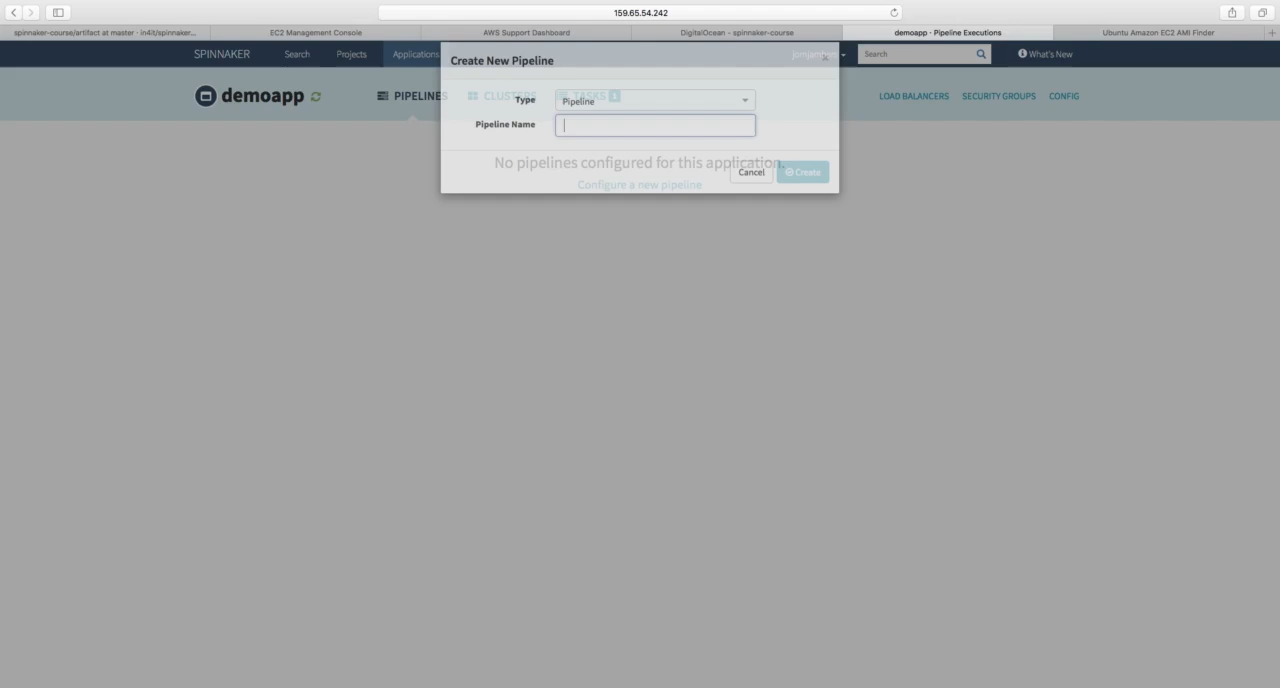 159.65.54.242
spinnaker-course/artifact at master · in4it/spinnaker...
EC2 Management Console
AWS Support Dashboard
DigitalOcean - spinnaker-course
demoapp · Pipeline Executions
Ubuntu Amazon EC2 AMI Finder
SPINNAKER
Search
Projects
Applications
Search
What's New
Create New Pipeline
demoapp
PIPELINES
CLUSTERS
TASKS 1
LOAD BALANCERS
SECURITY GROUPS
CONFIG
Type
Pipeline
Pipeline Name
No pipelines configured for this application.
Configure a new pipeline
Cancel
Create